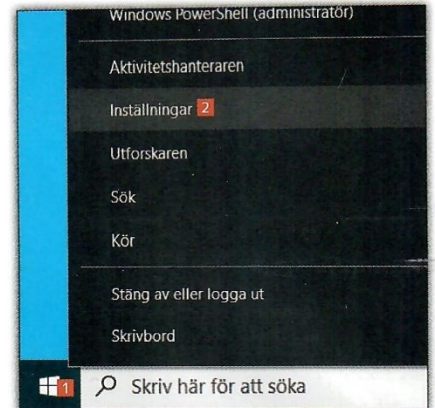 Windows PowerShell (administratör)
Aktivitetshanteraren
Inställningar 2
Utforskaren
Sök
Kör
Stäng av eller logga ut
Skrivbord
1 Skriv här för att söka